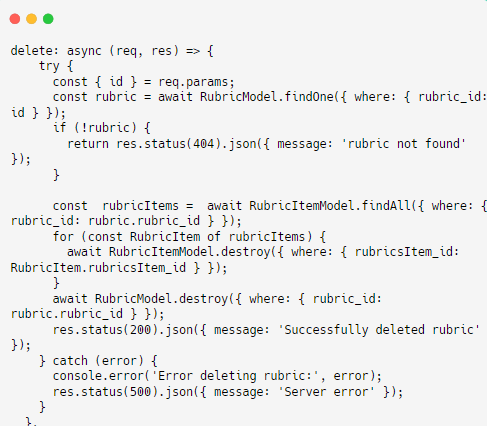 delete: async (req, res) => {
    try {
      const { id } = req.params;
      const rubric = await RubricModel.findOne({ where: { rubric_id:
id } });
      if (!rubric) {
        return res.status(404).json({ message: 'rubric not found'
});
      }

      const  rubricItems =  await RubricItemModel.findAll({ where: {
rubric_id: rubric.rubric_id } });
      for (const RubricItem of rubricItems) {
        await RubricItemModel.destroy({ where: { rubricsItem_id:
RubricItem.rubricsItem_id } });
      }
      await RubricModel.destroy({ where: { rubric_id:
rubric.rubric_id } });
      res.status(200).json({ message: 'Successfully deleted rubric'
});
    } catch (error) {
      console.error('Error deleting rubric:', error);
      res.status(500).json({ message: 'Server error' });
    }
  },